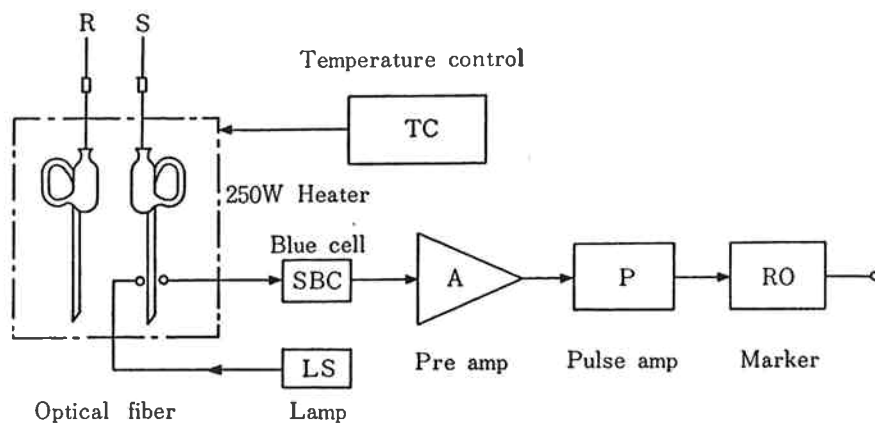 R S
Temperature control
TC
250W Heater
Blue cell
SBC
A
P
RO
LS
Pre amp
Pulse amp
Marker
Optical fiber
Lamp